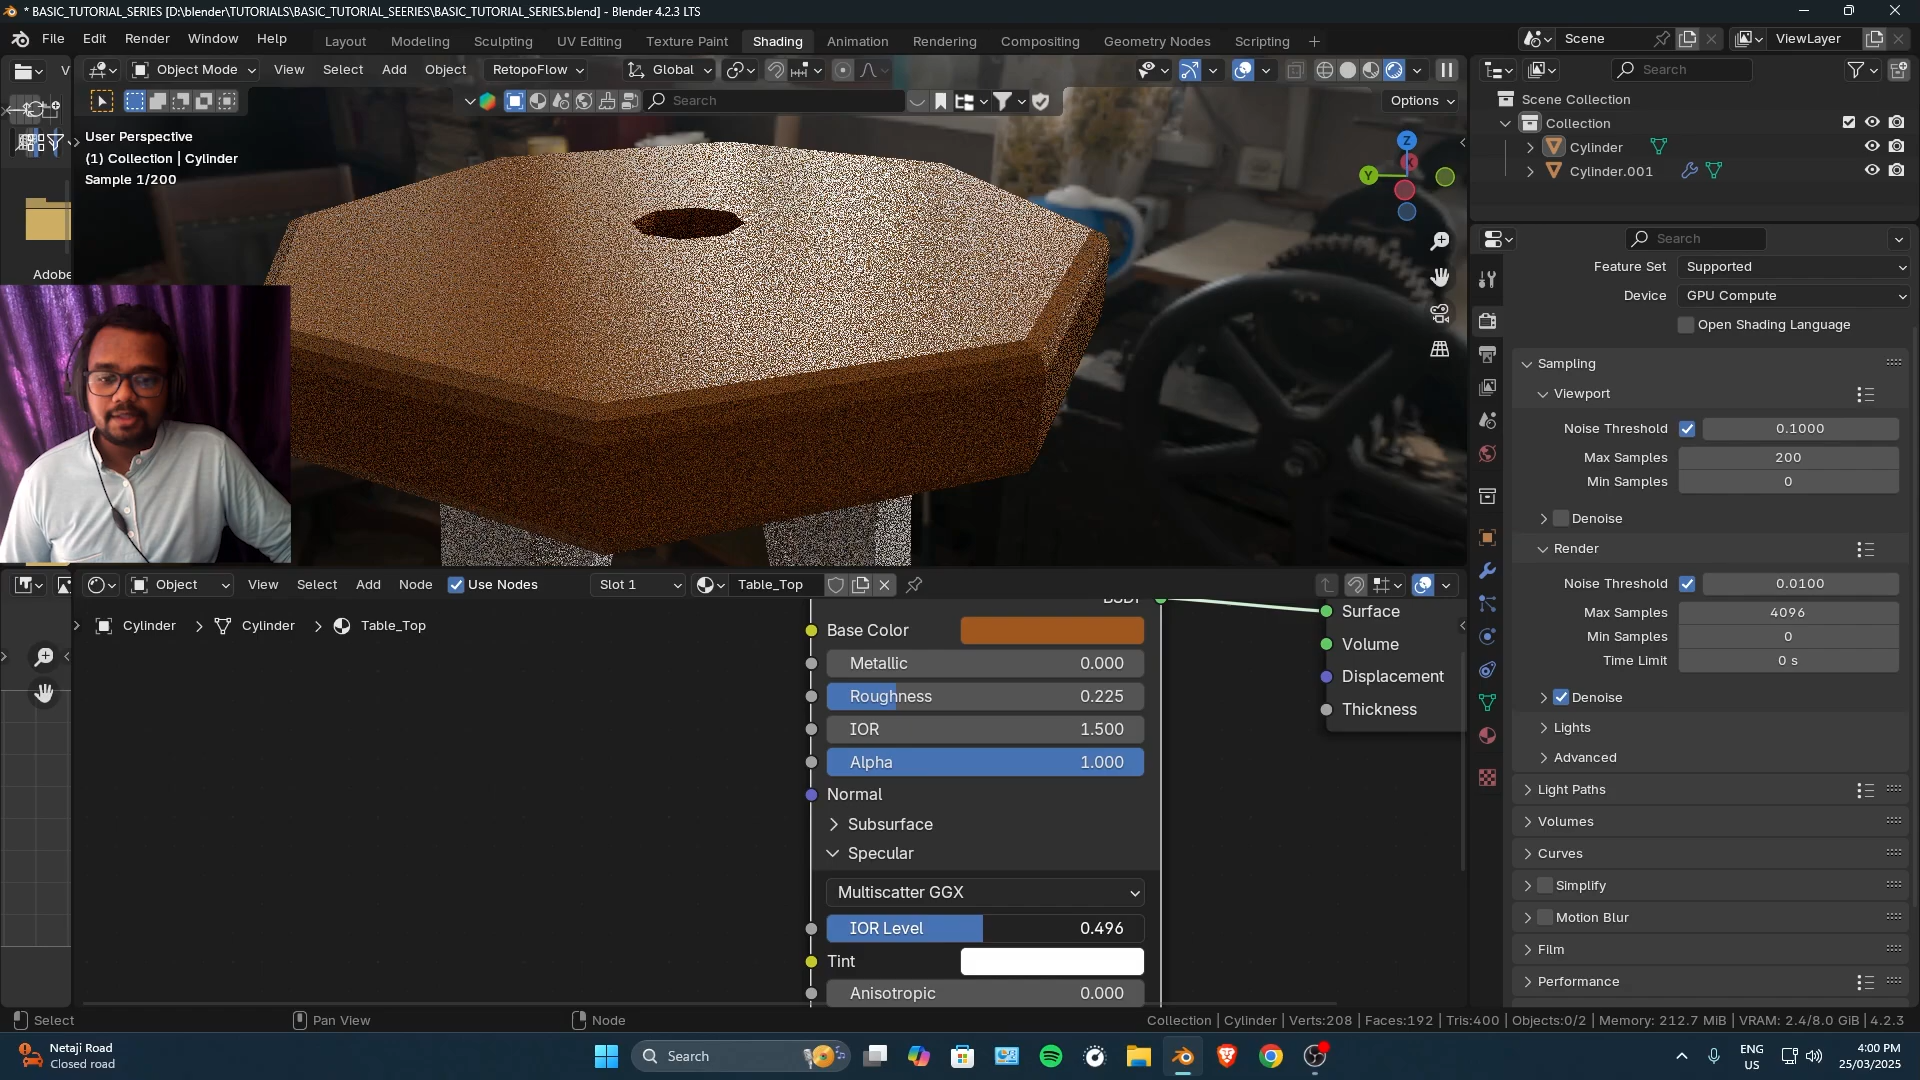 * BASIC_TUTORIAL_SERIES [D:\blender\TUTORIALS\BASIC_TUTORIAL_SEERIES\BASIC_TUTORIAL_SERIES.blend] - Blender 4.2.3 LTS
File Edit Render Window Help Layout Modeling Sculpting UV Editing Texture Paint Shading Animation Rendering Compositing Geometry Nodes Scripting + Scene ViewLayer
V Object Mode View Select Add Object RetopoFlow Global Search
Search Options
User Perspective
(1) Collection | Cylinder
Sample 1/200
Z
Y
Adobe
Scene Collection
Collection
Cylinder
Cylinder.001
Search
Feature Set Supported
Device GPU Compute
Open Shading Language
Sampling
Viewport
Noise Threshold 0.1000
Max Samples 200
Min Samples 0
Denoise
Render
Noise Threshold 0.0100
Max Samples 4096
Min Samples 0
Time Limit 0 s
Denoise
Lights
Advanced
Light Paths
Volumes
Curves
Simplify
Motion Blur
Film
Performance
Object View Select Add Node Use Nodes Slot 1 Table_Top
Cylinder > Cylinder > Table_Top
BSDF
Base Color
Metallic 0.000
Roughness 0.225
IOR 1.500
Alpha 1.000
Normal
Subsurface
Specular
Multiscatter GGX
IOR Level 0.496
Tint
Anisotropic 0.000
Surface
Volume
Displacement
Thickness
Select Pan View Node Collection | Cylinder | Verts:208 | Faces:192 | Tris:400 | Objects:0/2 | Memory: 212.7 MiB | VRAM: 2.4/8.0 GiB | 4.2.3
Netaji Road
Closed road
Search
ENG
US
4:00 PM
25/03/2025